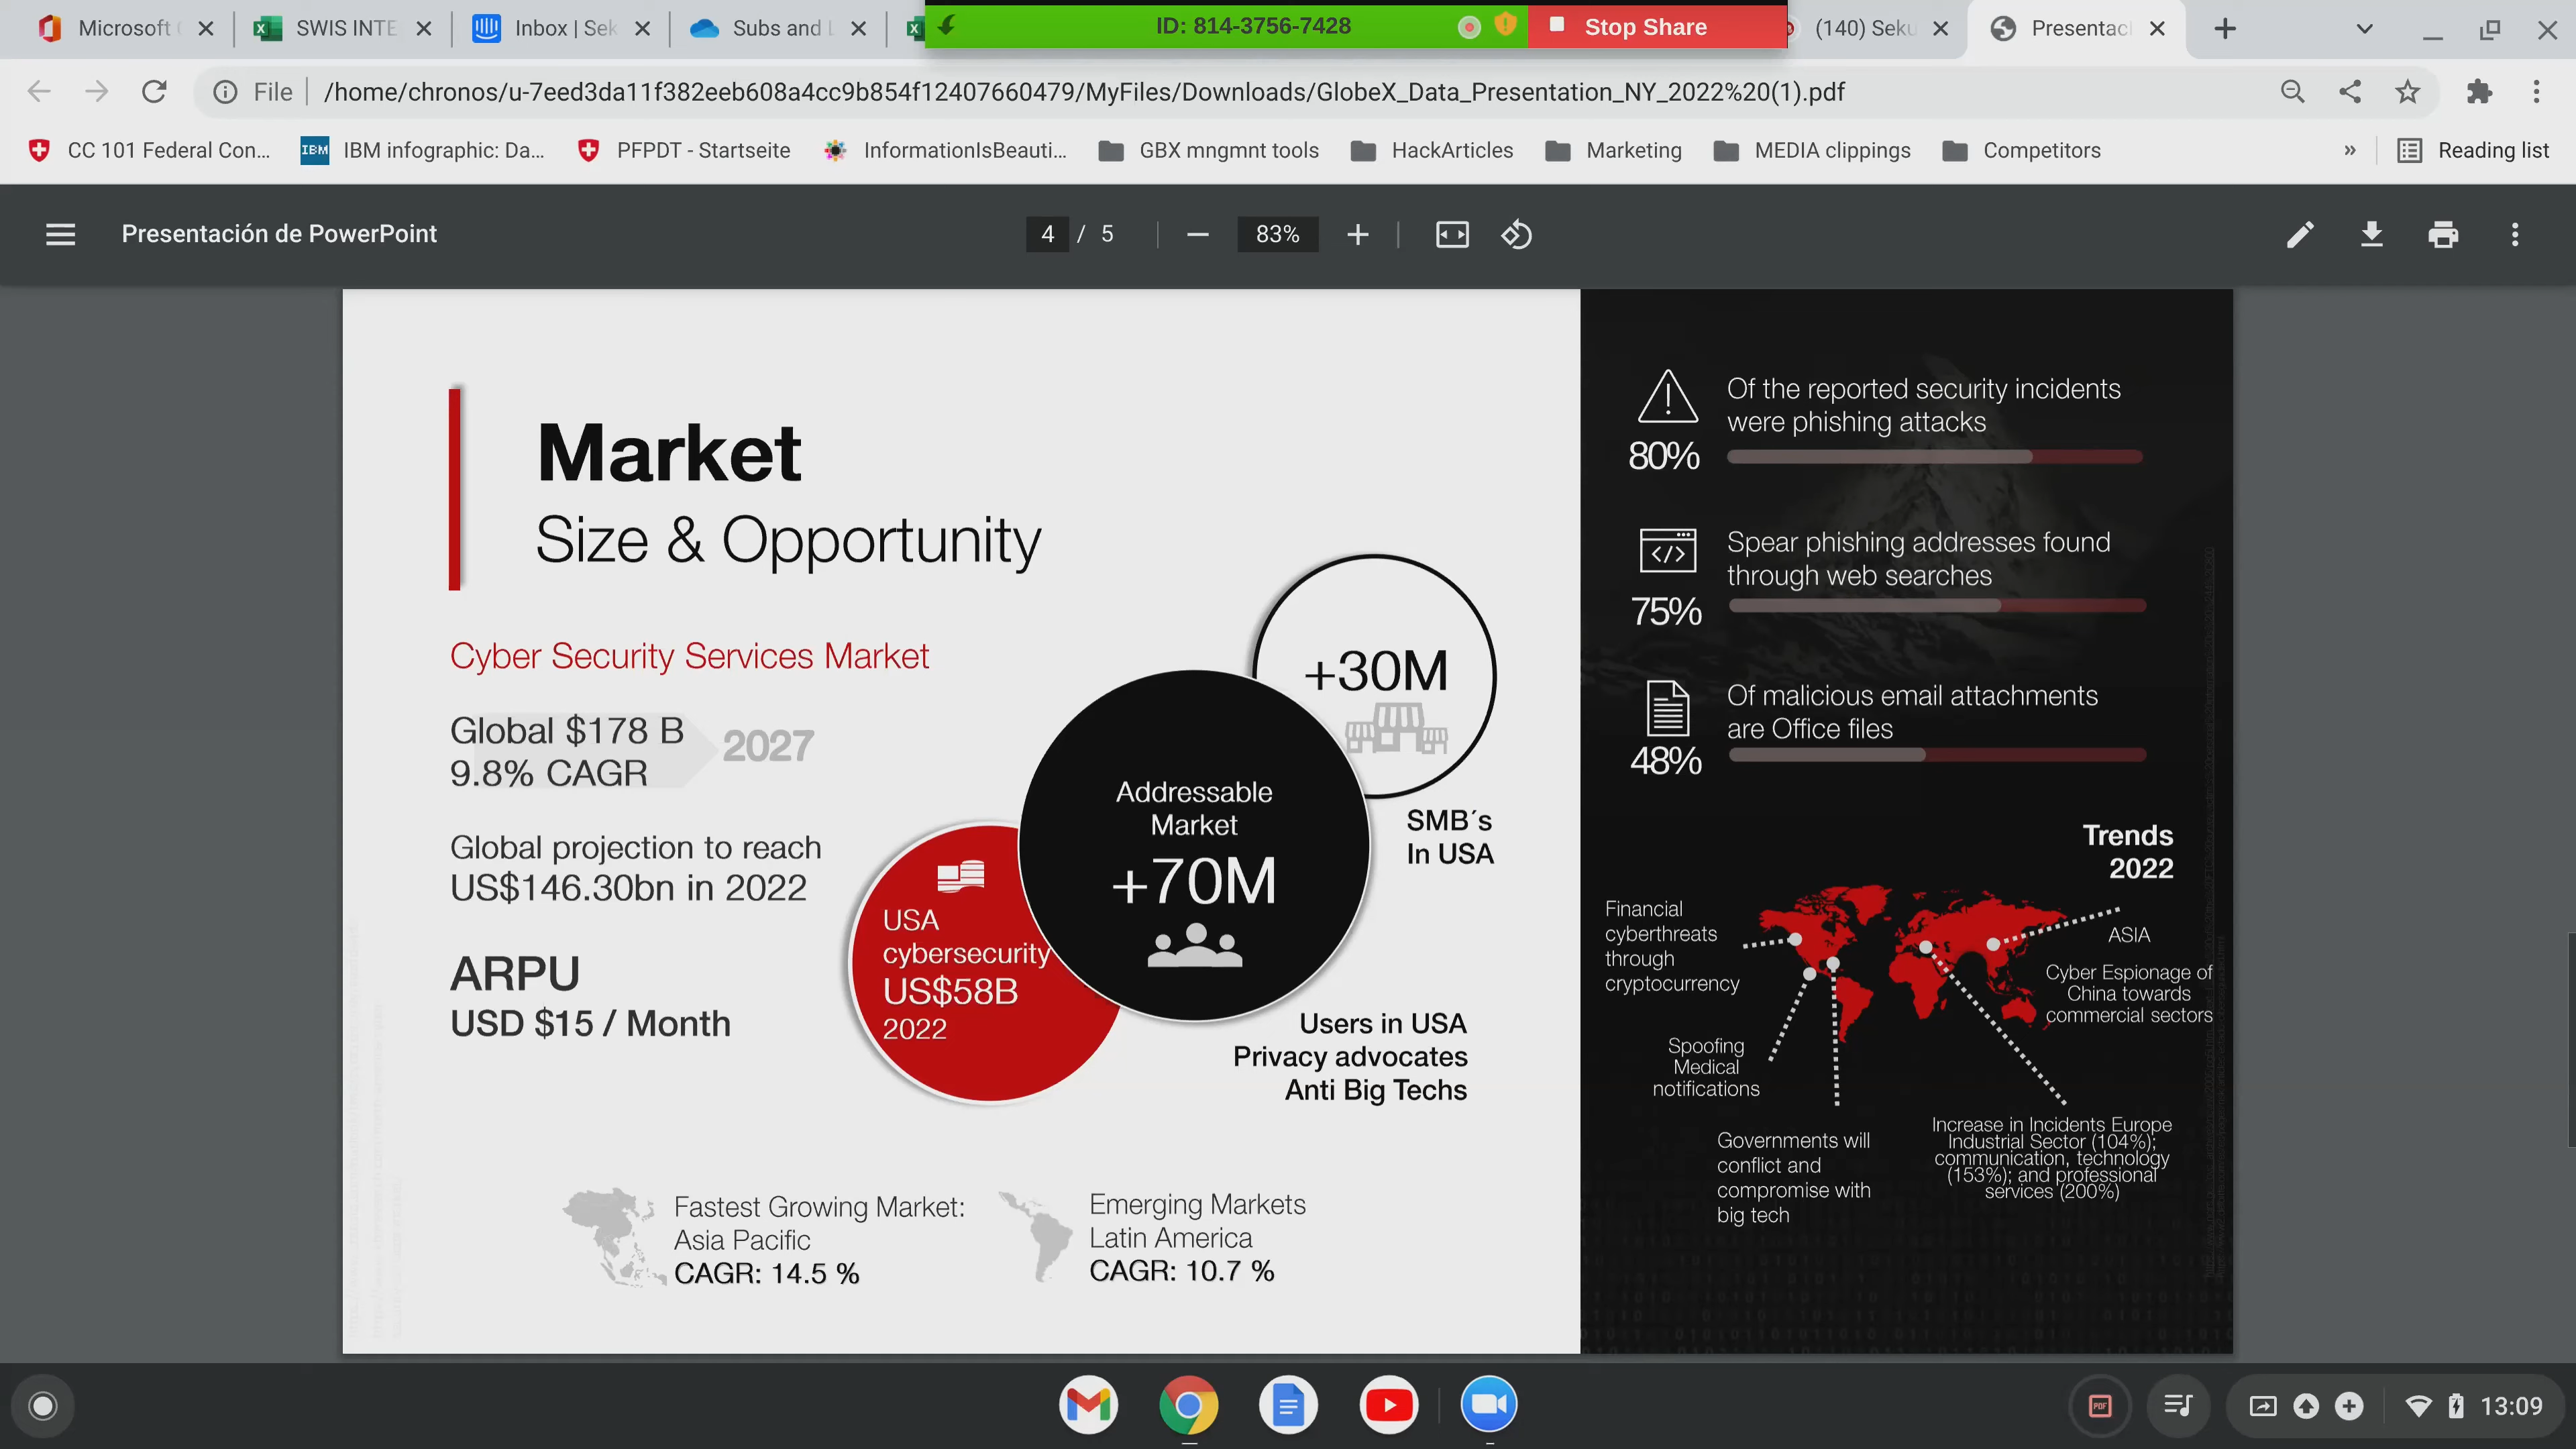 Microsoft
SWIS INTE
Inbox | Sek
Subs and L
ID: 814-3756-7428
Stop Share
(140) Seku
Presentac
File
/home/chronos/u-7eed3da11f382eeb608a4cc9b854f12407660479/MyFiles/Downloads/GlobeX_Data_Presentation_NY_2022%20(1).pdf
CC 101 Federal Con...
IBM
IBM infographic: Da...
PFPDT - Startseite
InformationIsBeauti...
GBX mngmnt tools
HackArticles
Marketing
MEDIA clippings
Competitors
»
Reading list
Presentación de PowerPoint
4 / 5
83%
Market
Size & Opportunity
Cyber Security Services Market
Global $178 B
9.8% CAGR
2027
Global projection to reach
US$146.30bn in 2022
ARPU
USD $15 / Month
USA
cybersecurity
US$58B
2022
Addressable
Market
+70M
+30M
SMB´s
In USA
Users in USA
Privacy advocates
Anti Big Techs
Fastest Growing Market:
Asia Pacific
CAGR: 14.5 %
Emerging Markets
Latin America
CAGR: 10.7 %
Of the reported security incidents
were phishing attacks
80%
Spear phishing addresses found
through web searches
75%
Of malicious email attachments
are Office files
48%
Trends
2022
Financial
cyberthreats
through
cryptocurrency
ASIA
Cyber Espionage of
China towards
commercial sectors
Spoofing
Medical
notifications
Governments will
conflict and
compromise with
big tech
Increase in Incidents Europe
Industrial Sector (104%);
communication, technology
(153%); and professional
services (200%)
PDF
13:09